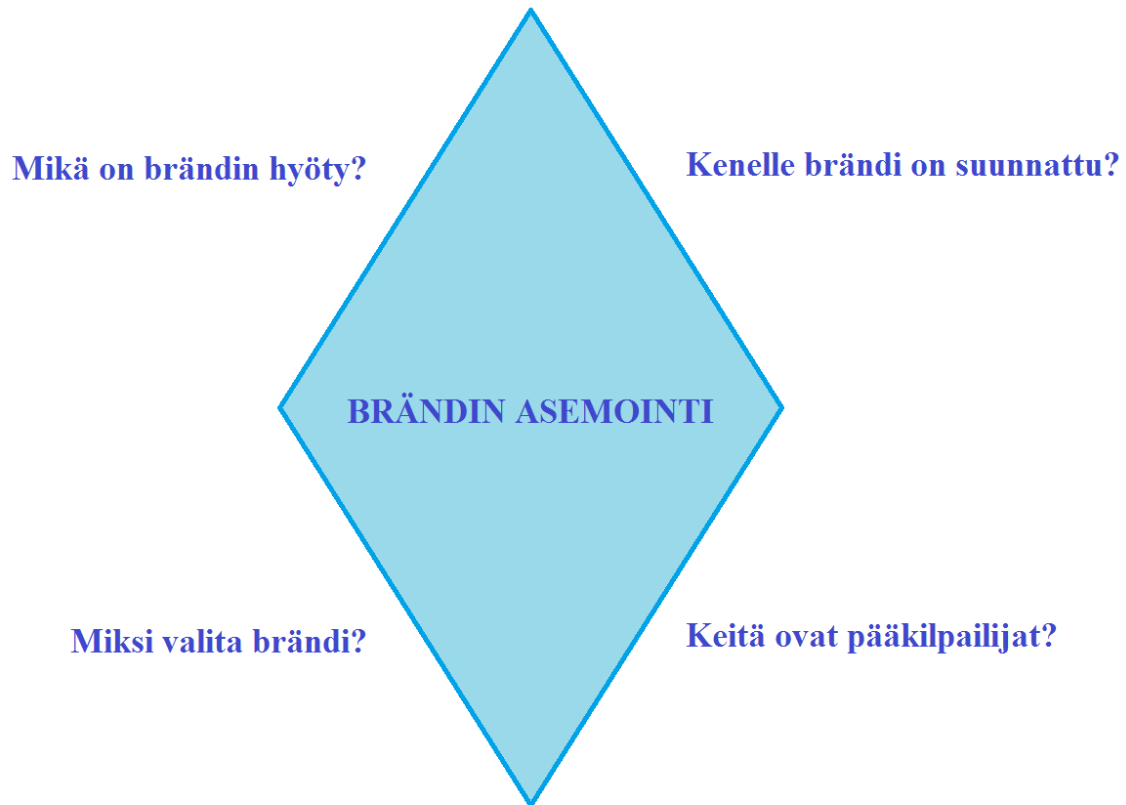 Mikä on brändin hyöty?
Kenelle brändi on suunnattu?
BRÄNDIN ASEMOINTI
Miksi valita brändi?
Keitä ovat pääkilpailijat?